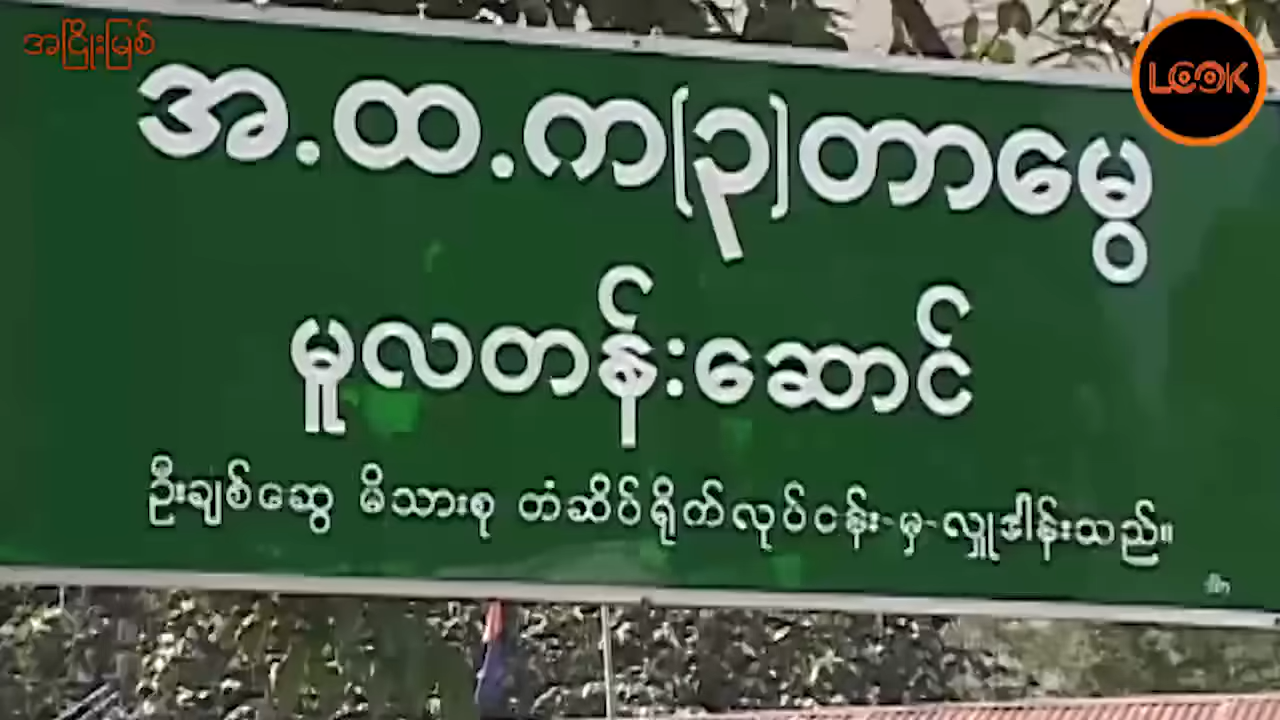 အငြိုးမြစ်
LOOK
အ.ထ.က(၃)တာမွေ
မူလတန်းဆောင်
ဦးချစ်ဆွေ မိသားစု တံဆိပ်ရိုက်လုပ်ငန်း-မှ-လှူဒါန်းသည်။